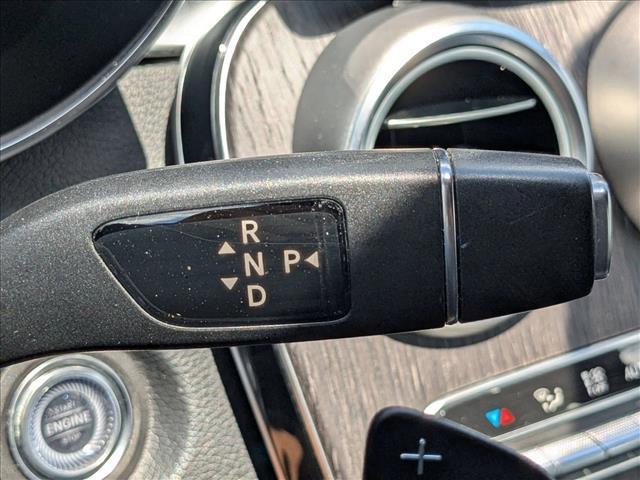 R
N P
D
START
ENGINE
STOP
+